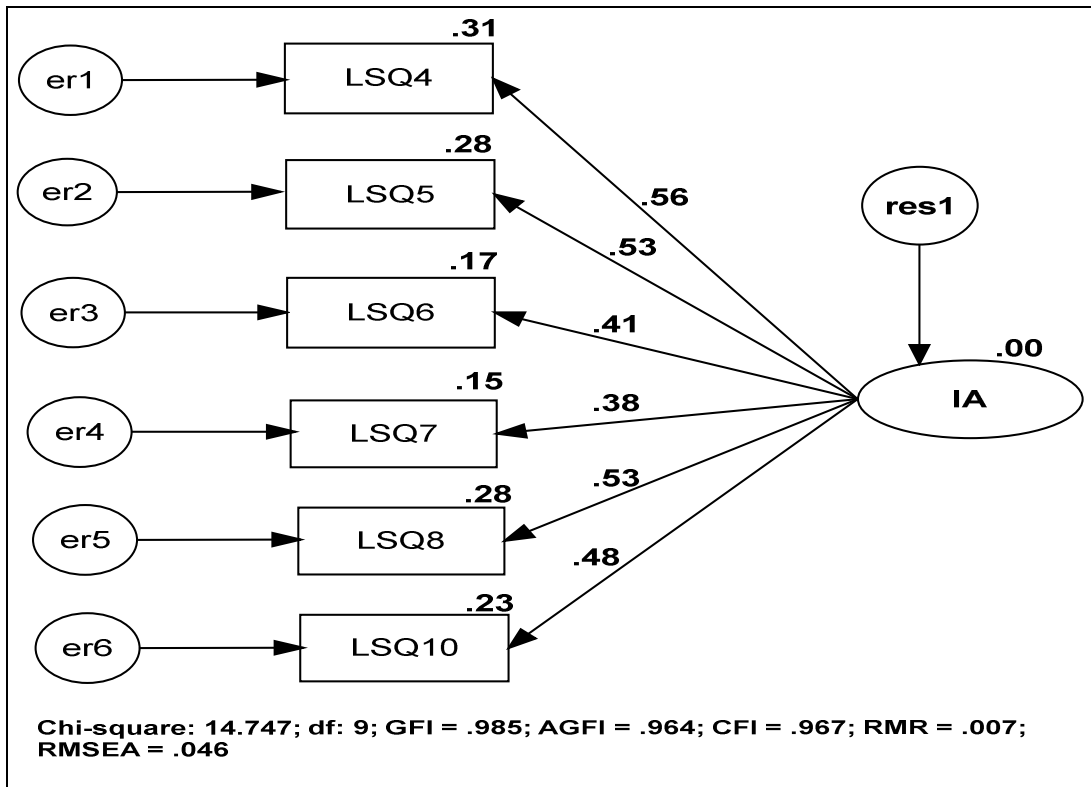 .31
er1
LSQ4
.28
er2
LSQ5
.56
res1
.53
.17
er3
LSQ6
.41
.00
IA
.15
er4
LSQ7
.38
.28
er5
LSQ8
.53
.48
.23
er6
LSQ10
Chi-square: 14.747; df: 9; GFI = .985; AGFI = .964; CFI = .967; RMR = .007;
RMSEA = .046